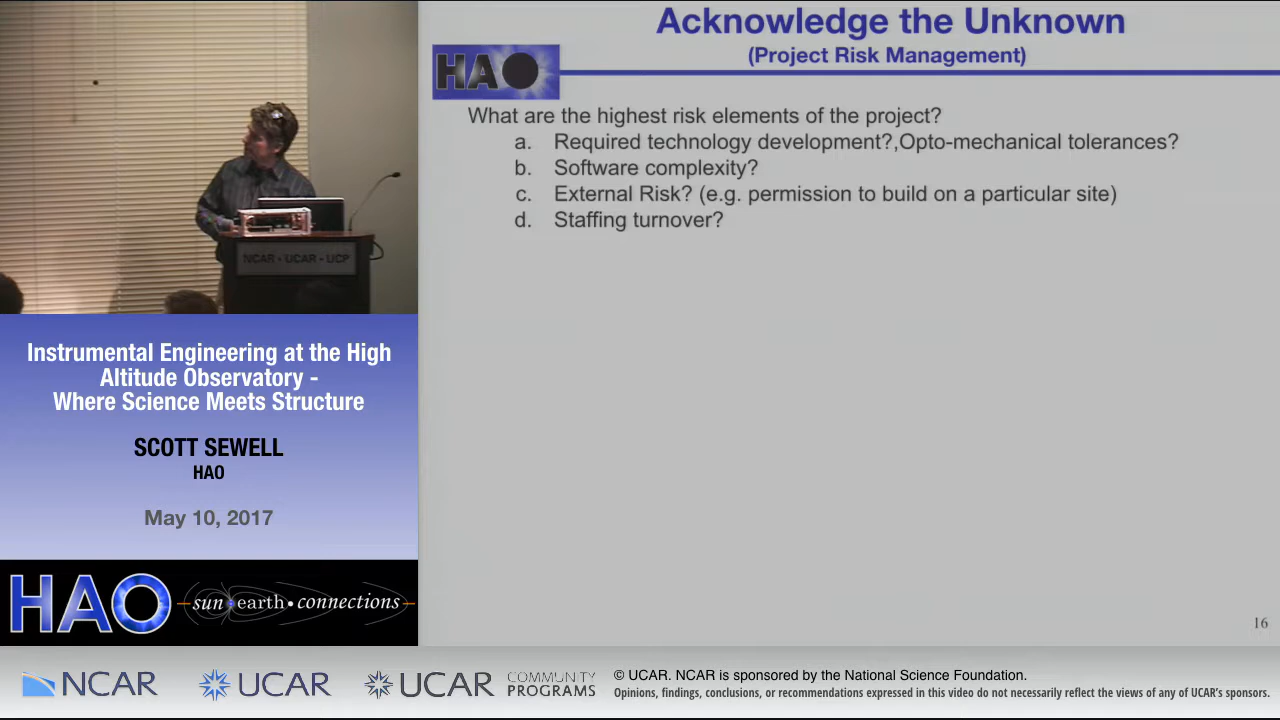 Acknowledge the Unknown
(Project Risk Management)
HAO
What are the highest risk elements of the project?
a. Required technology development?,Opto-mechanical tolerances?
b. Software complexity?
c. External Risk? (e.g. permission to build on a particular site)
d. Staffing turnover?
16
NCAR - UCAR - UCP
Instrumental Engineering at the High
Altitude Observatory -
Where Science Meets Structure
SCOTT SEWELL
HAO
May 10, 2017
HAO sun•earth•connections
NCAR UCAR UCAR COMMUNITY
PROGRAMS
© UCAR. NCAR is sponsored by the National Science Foundation.
Opinions, findings, conclusions, or recommendations expressed in this video do not necessarily reflect the views of any of UCAR's sponsors.